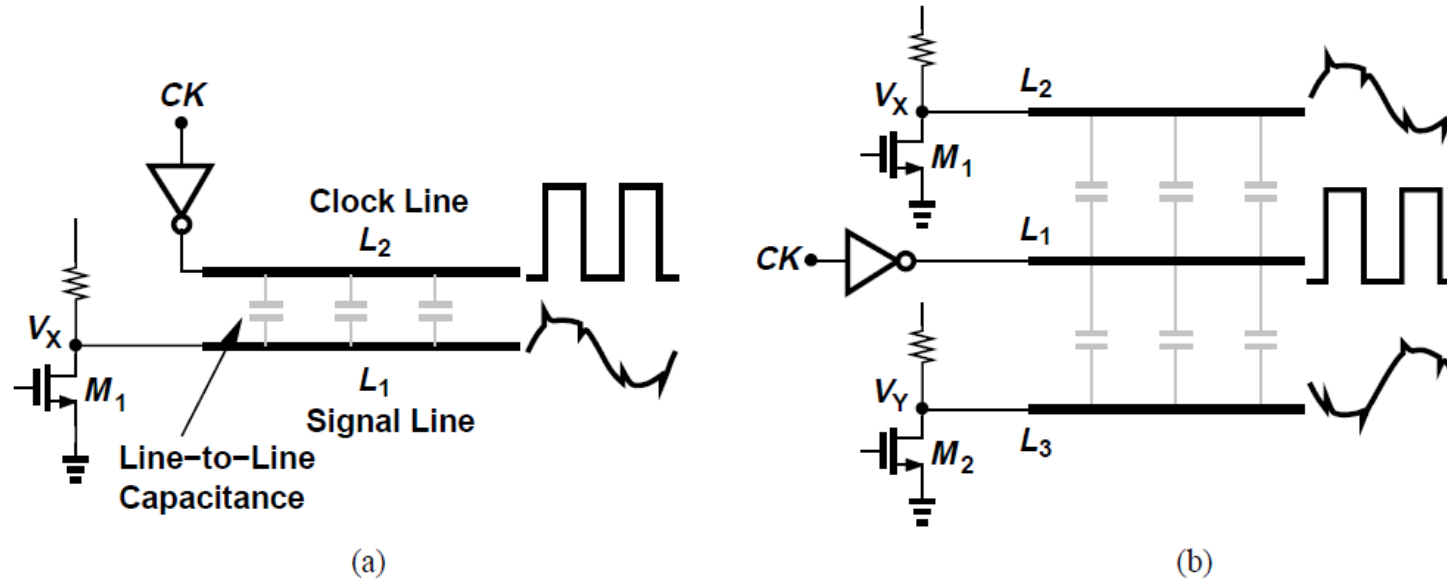 CK
Clock Line
L2
VX
M1
L1
Signal Line
Line−to−Line
Capacitance
(a)
VX
L2
M1
CK
L1
VY
M2
L3
(b)